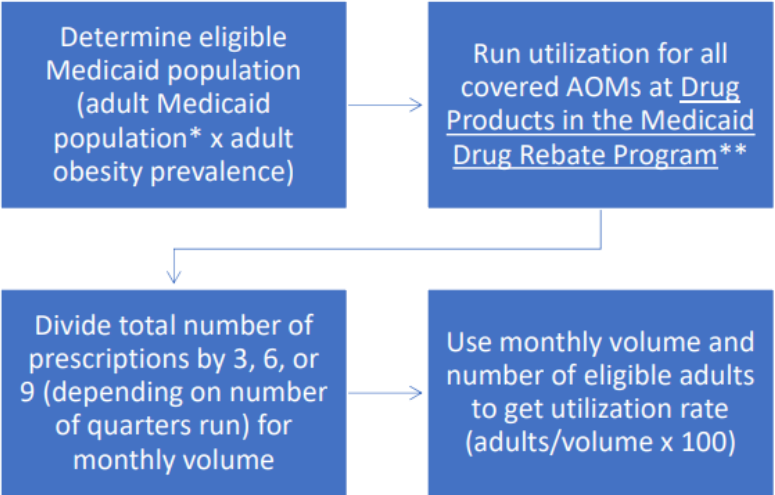 Determine eligible
Medicaid population
(adult Medicaid
population* x adult
obesity prevalence)
Run utilization for all
covered AOMs at Drug
Products in the Medicaid
Drug Rebate Program**
Divide total number of
prescriptions by 3, 6, or
9 (depending on number
of quarters run) for
monthly volume
Use monthly volume and
number of eligible adults
to get utilization rate
(adults/volume x 100)